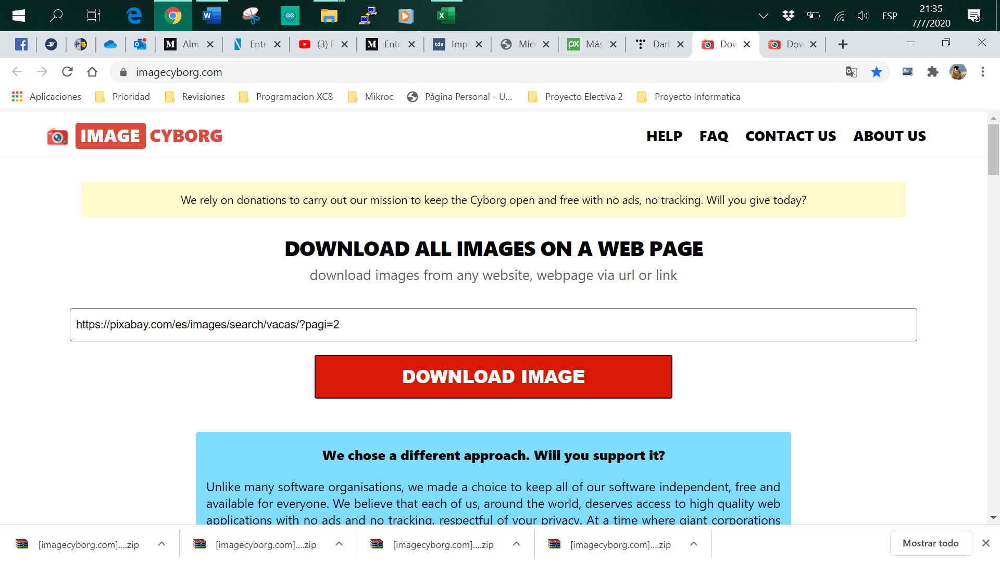 21:35
ESP
7/7/2020
Alm
Entr
(3) F
Entr
tds
Imp
Micr
px
Más
Dark
Dow
Dow
imagecyborg.com
Aplicaciones
Prioridad
Revisiones
Programacion XC8
Mikroc
Página Personal - U...
Proyecto Electiva 2
Proyecto Informatica
IMAGE CYBORG
HELP
FAQ
CONTACT US
ABOUT US
We rely on donations to carry out our mission to keep the Cyborg open and free with no ads, no tracking. Will you give today?
DOWNLOAD ALL IMAGES ON A WEB PAGE
download images from any website, webpage via url or link
https://pixabay.com/es/images/search/vacas/?pagi=2
DOWNLOAD IMAGE
We chose a different approach. Will you support it?
Unlike many software organisations, we made a choice to keep all of our software independent, free and
available for everyone. We believe that each of us, around the world, deserves access to high quality web
applications with no ads and no tracking, respectful of your privacy. At a time where giant corporations
[imagecyborg.com]....zip
[imagecyborg.com]....zip
[imagecyborg.com]....zip
[imagecyborg.com]....zip
Mostrar todo